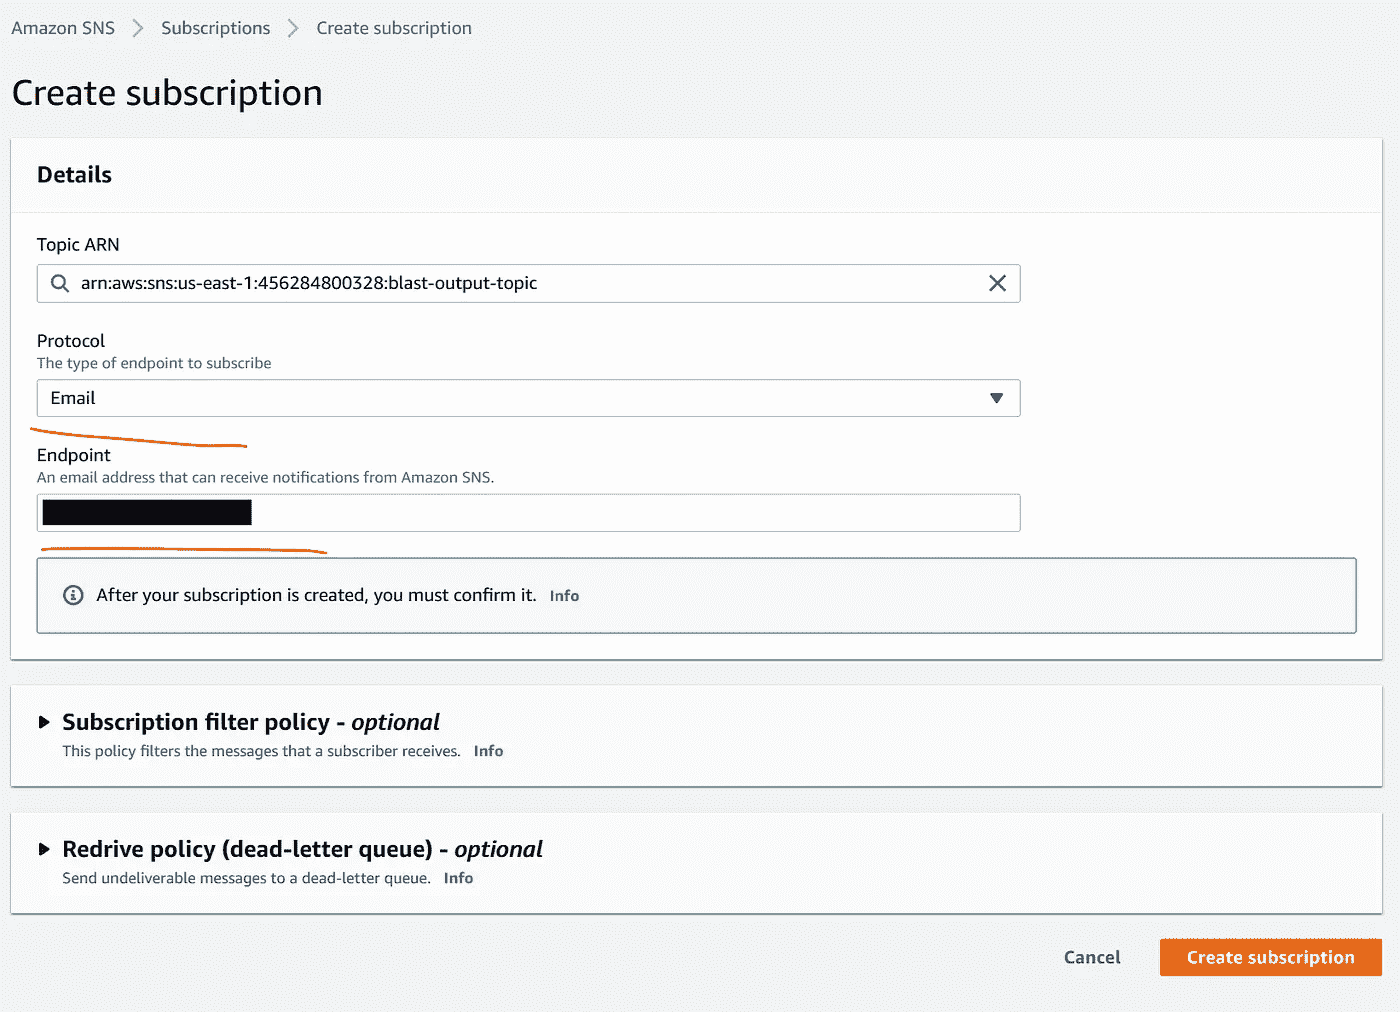 Amazon SNS > Subscriptions > Create subscription
Create subscription
Details
Topic ARN
arn:aws:sns:us-east-1:456284800328:blast-output-topic
Protocol
The type of endpoint to subscribe
Email
Endpoint
An email address that can receive notifications from Amazon SNS.
After your subscription is created, you must confirm it. Info
Subscription filter policy - optional
This policy filters the messages that a subscriber receives. Info
Redrive policy (dead-letter queue) - optional
Send undeliverable messages to a dead-letter queue. Info
Cancel Create subscription